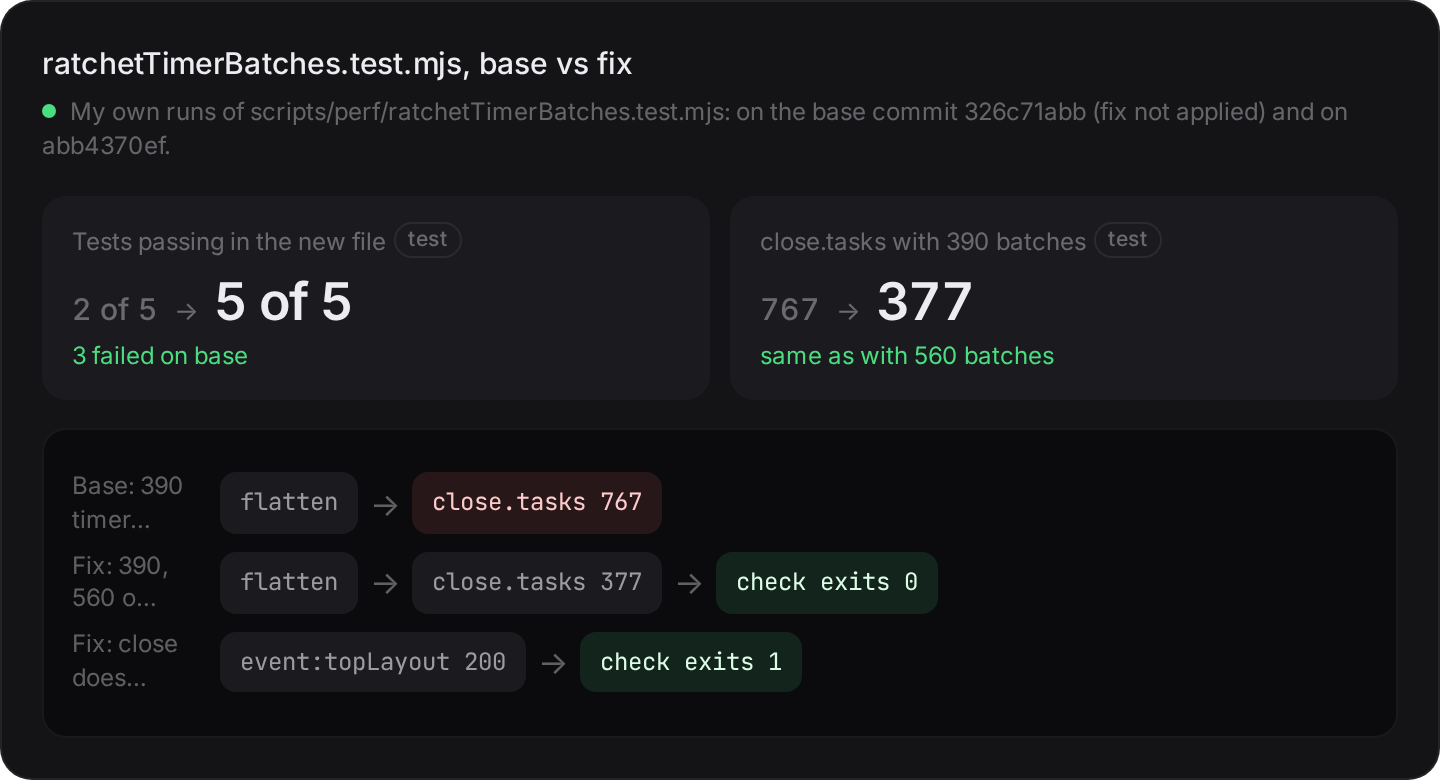 ratchetTimerBatches.test.mjs, base vs fix
My own runs of scripts/perf/ratchetTimerBatches.test.mjs: on the base commit 326c71abb (fix not applied) and on
abb4370ef.
Tests passing in the new file test
2 of 5 → 5 of 5
3 failed on base
close.tasks with 390 batches test
767 → 377
same as with 560 batches
Base: 390
timer...
flatten → close.tasks 767
Fix: 390,
560 o...
flatten → close.tasks 377 → check exits 0
Fix: close
does...
event:topLayout 200 → check exits 1